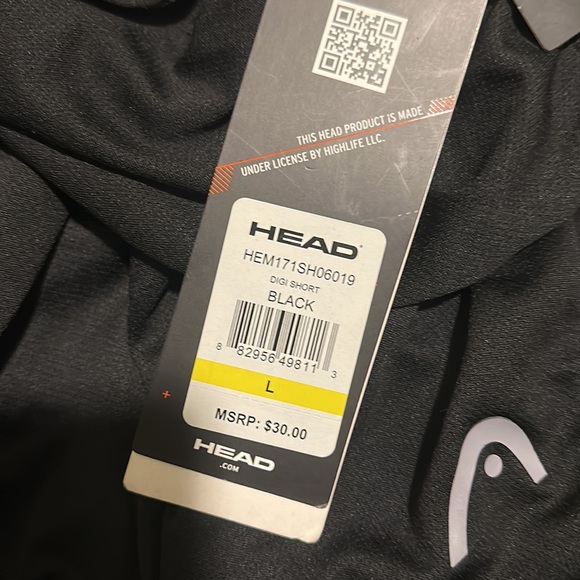 THIS HEAD PRODUCT IS MADE
UNDER LICENSE BY HIGHLIFE LLC.
HEAD
HEM171SH06019
DIGI SHORT
BLACK
8 82956 49811 3
L
MSRP: $30.00
HEAD
.COM